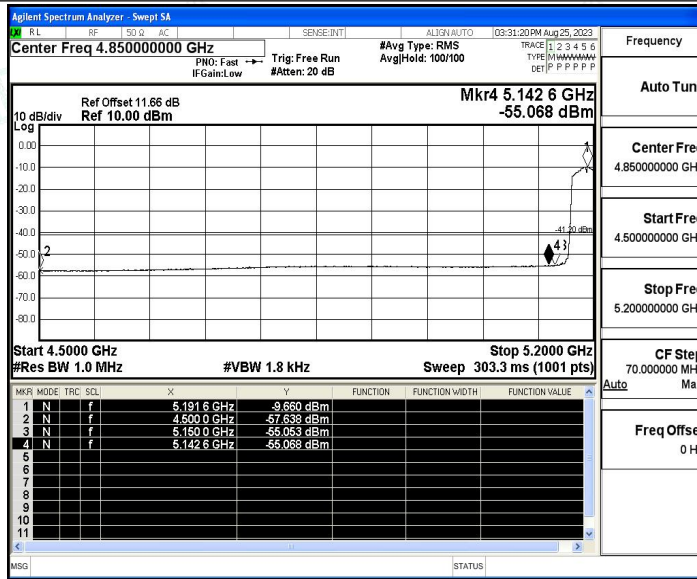 Agilent Spectrum Analyzer - Swept SA
RL RF 50 Ω AC SENSE:INT ALIGN AUTO 03:31:20 PM Aug 25, 2023
Center Freq 4.850000000 GHz
PNO: Fast
IFGain:Low
Trig: Free Run
#Atten: 20 dB
#Avg Type: RMS
Avg|Hold: 100/100
TRACE 1 2 3 4 5 6
TYPE MWWWWW
DET P P P P P P
Mkr4 5.142 6 GHz
-55.068 dBm
Ref Offset 11.66 dB
10 dB/div Ref 10.00 dBm
Log
0.00
-10.0
-20.0
-30.0
-40.0
-50.0
-60.0
-70.0
-80.0
1
-41.20 dBm
2
4 3
Start 4.5000 GHz Stop 5.2000 GHz
#Res BW 1.0 MHz #VBW 1.8 kHz Sweep 303.3 ms (1001 pts)
MKR MODE TRC SCL X Y FUNCTION FUNCTION WIDTH FUNCTION VALUE
1 N f 5.191 6 GHz -9.660 dBm
2 N f 4.500 0 GHz -57.638 dBm
3 N f 5.150 0 GHz -55.053 dBm
4 N f 5.142 6 GHz -55.068 dBm
5
6
7
8
9
10
11
MSG STATUS
Frequency
Auto Tun
Center Fre
4.850000000 GH
Start Fre
4.500000000 GH
Stop Fre
5.200000000 GH
CF Step
70.000000 MH
Auto Ma
Freq Offse
0 H